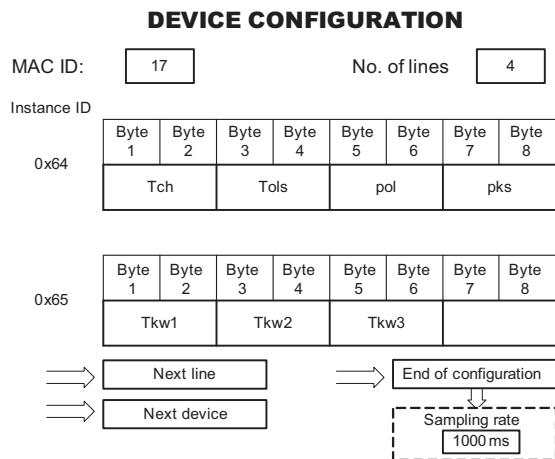 DEVICE CONFIGURATION
MAC ID: 17 No. of lines 4
Instance ID
Byte 1 Byte 2 Byte 3 Byte 4 Byte 5 Byte 6 Byte 7 Byte 8
0x64
Tch Tols pol pks
Byte 1 Byte 2 Byte 3 Byte 4 Byte 5 Byte 6 Byte 7 Byte 8
0x65
Tkw1 Tkw2 Tkw3
Next line End of configuration
Next device
Sampling rate
1000 ms